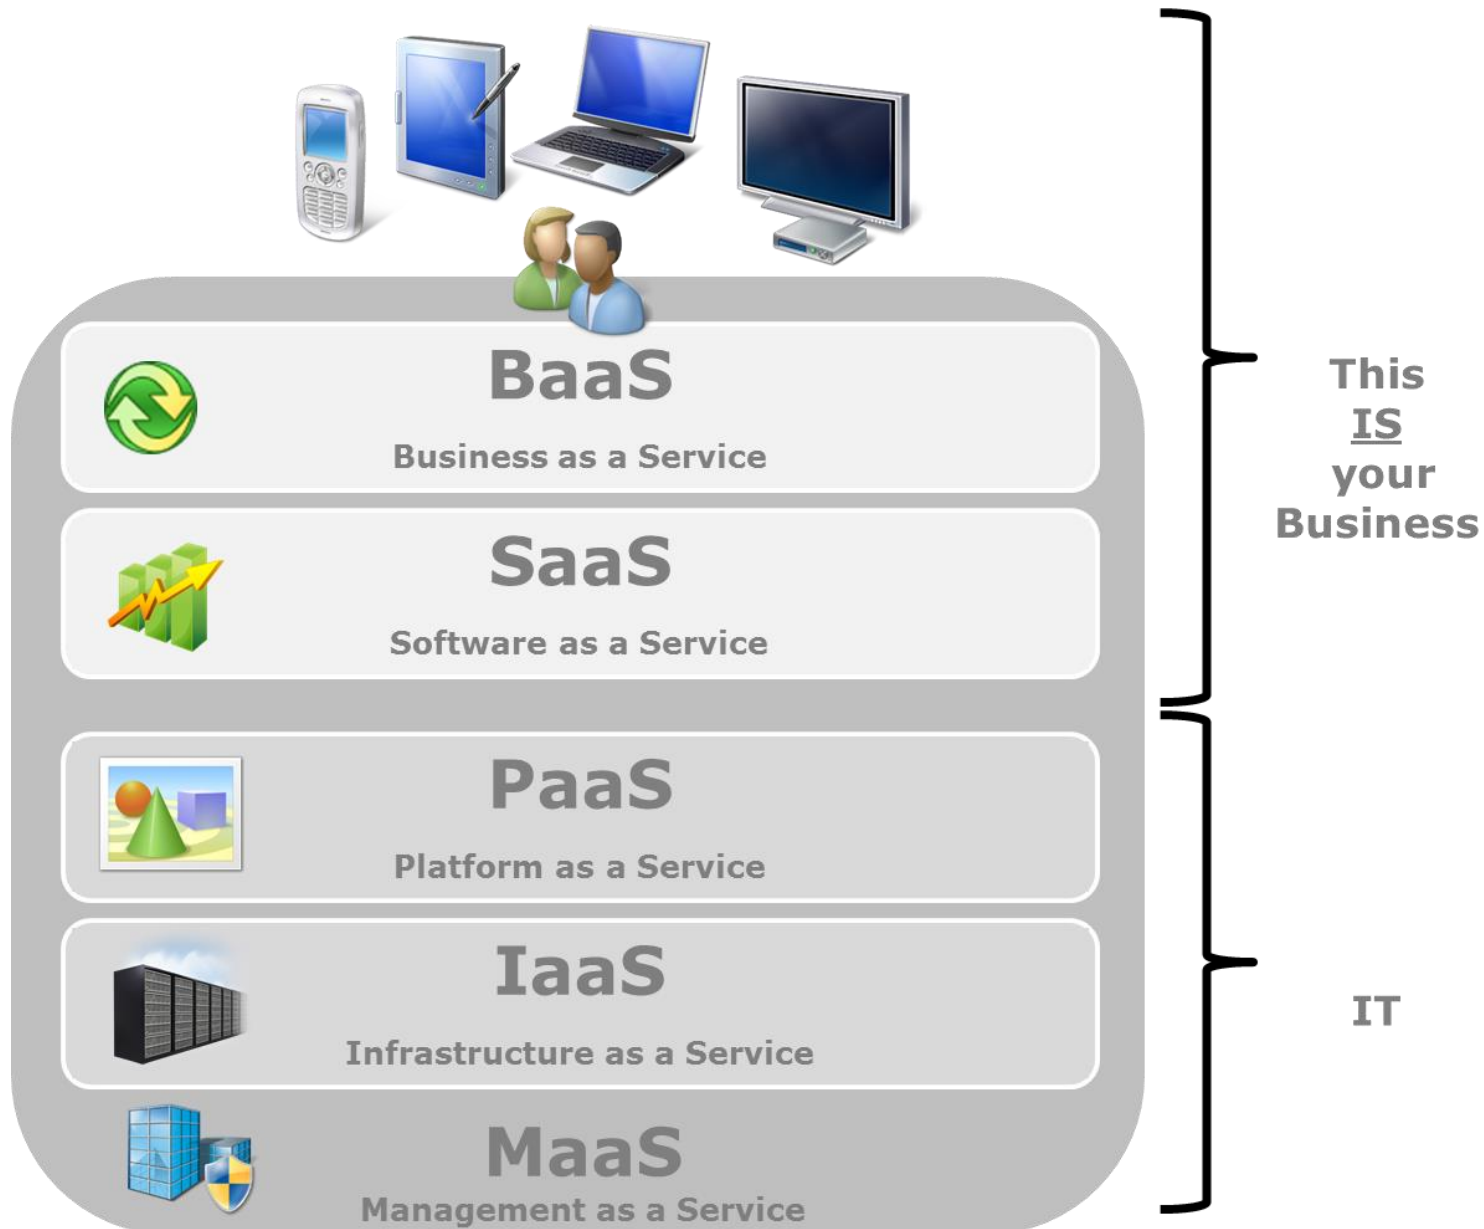 BaaS
Business as a Service
SaaS
Software as a Service
PaaS
Platform as a Service
IaaS
Infrastructure as a Service
MaaS
Management as a Service
This
IS
your
Business
IT